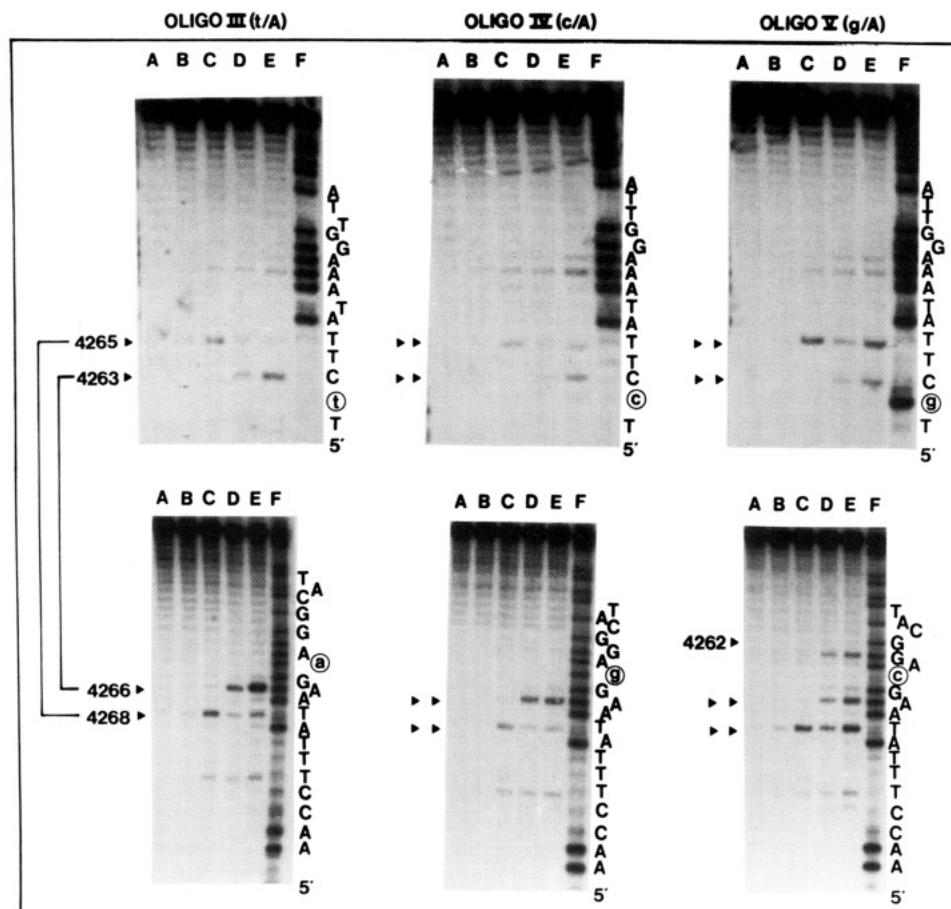 OLIGO III (t/A)
OLIGO IV (c/A)
OLIGO V (g/A)
A B C D E F
A B C D E F
A B C D E F
A T T G G A A A T A T T C t T 5′
A T T G G A A A T A T T C c T 5′
A T T G G A A A T A T T C g T 5′
4265
4263
A B C D E F
A B C D E F
A B C D E F
4266
4268
4262
T A C G G A a G A A T A T T T C C A A 5′
T A C G G A g G A A T A T T T C C A A 5′
T A C G G A c G A A T A T T T C C A A 5′